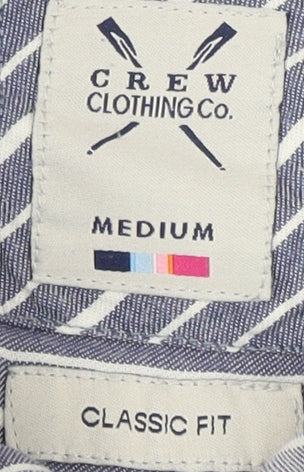 CREW
CLOTHING Co.
MEDIUM
CLASSIC FIT